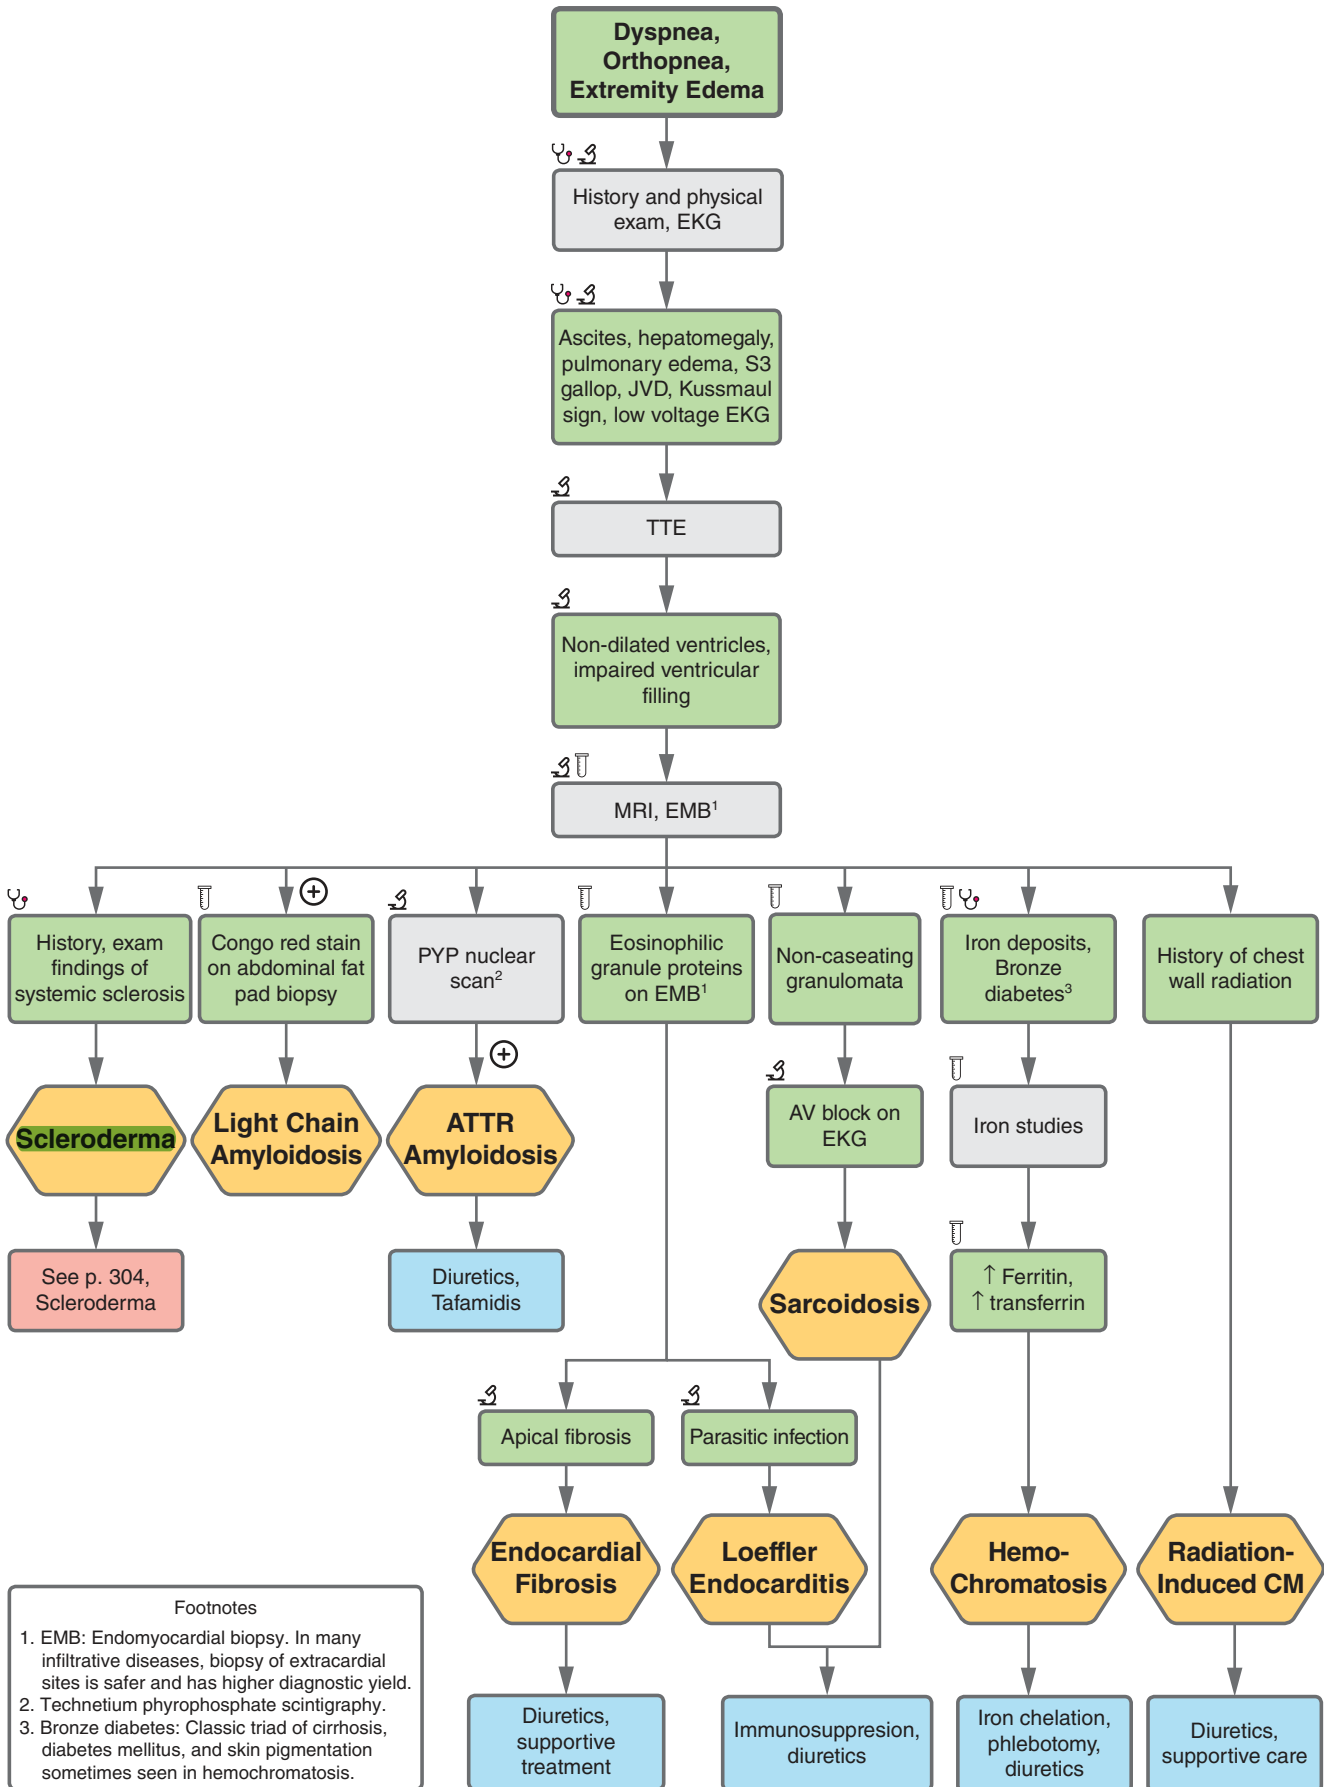 Dyspnea,
Orthopnea,
Extremity Edema
History and physical
exam, EKG
Ascites, hepatomegaly,
pulmonary edema, S3
gallop, JVD, Kussmaul
sign, low voltage EKG
TTE
Non-dilated ventricles,
impaired ventricular
filling
MRI, EMB1
History, exam
findings of
systemic sclerosis
Congo red stain
on abdominal fat
pad biopsy
PYP nuclear
scan2
Eosinophilic
granule proteins
on EMB1
Non-caseating
granulomata
Iron deposits,
Bronze
diabetes3
History of chest
wall radiation
Scleroderma
Light Chain
Amyloidosis
ATTR
Amyloidosis
AV block on
EKG
Iron studies
See p. 304,
Scleroderma
Diuretics,
Tafamidis
Sarcoidosis
↑ Ferritin,
↑ transferrin
Apical fibrosis
Parasitic infection
Endocardial
Fibrosis
Loeffler
Endocarditis
Hemo-
Chromatosis
Radiation-
Induced CM
Diuretics,
supportive
treatment
Immunosuppresion,
diuretics
Iron chelation,
phlebotomy,
diuretics
Diuretics,
supportive care
Footnotes
1. EMB: Endomyocardial biopsy. In many
infiltrative diseases, biopsy of extracardial
sites is safer and has higher diagnostic yield.
2. Technetium phyrophosphate scintigraphy.
3. Bronze diabetes: Classic triad of cirrhosis,
diabetes mellitus, and skin pigmentation
sometimes seen in hemochromatosis.